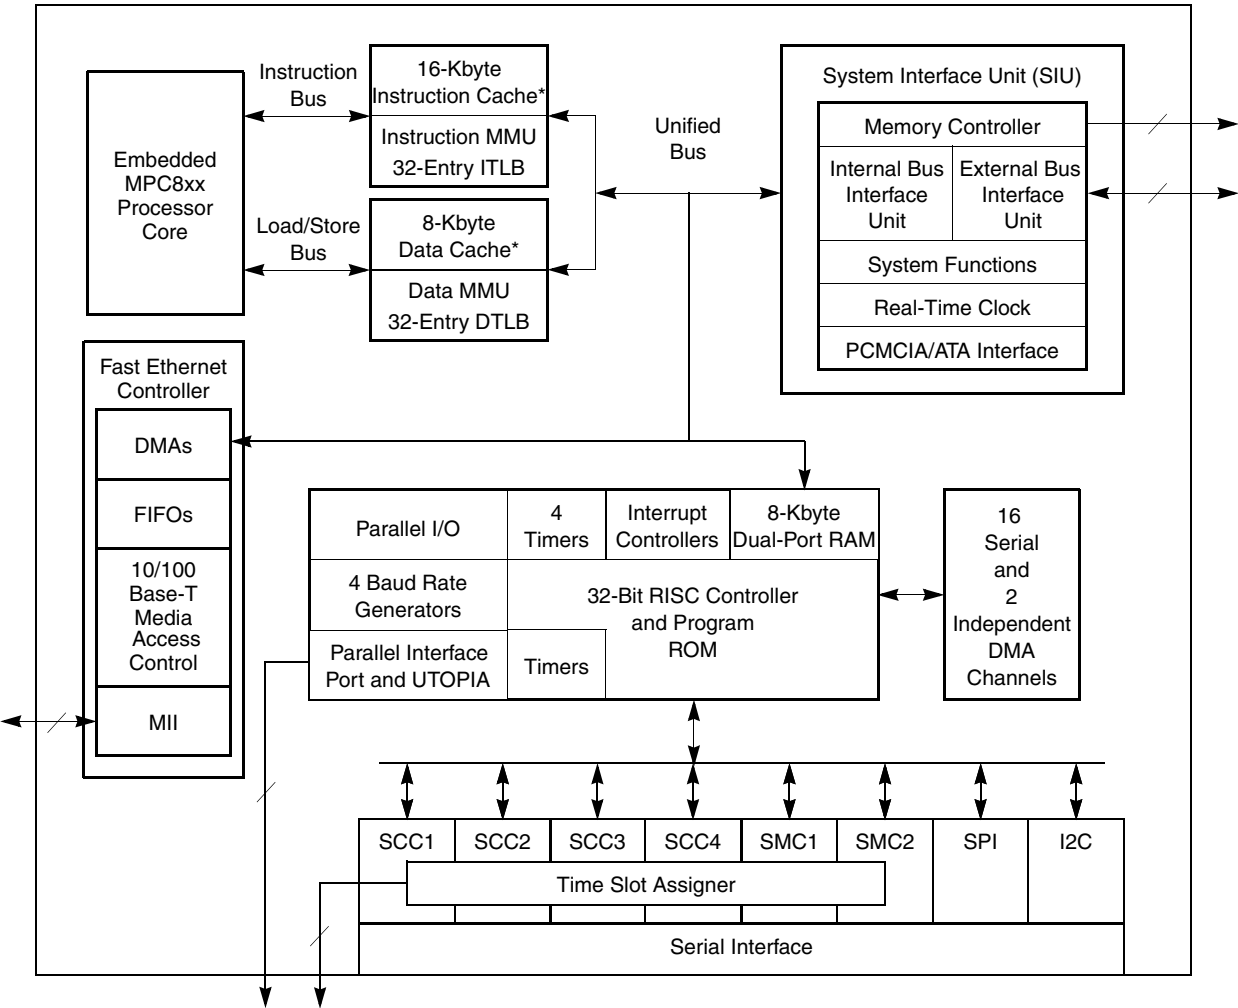 Embedded
MPC8xx
Processor
Core
Instruction
Bus
Load/Store
Bus
16-Kbyte
Instruction Cache*
Instruction MMU
32-Entry ITLB
8-Kbyte
Data Cache*
Data MMU
32-Entry DTLB
Unified
Bus
System Interface Unit (SIU)
Memory Controller
Internal Bus
Interface
Unit
External Bus
Interface
Unit
System Functions
Real-Time Clock
PCMCIA/ATA Interface
Fast Ethernet
Controller
DMAs
FIFOs
10/100
Base-T
Media
Access
Control
MII
Parallel I/O
4
Timers
Interrupt
Controllers
8-Kbyte
Dual-Port RAM
4 Baud Rate
Generators
32-Bit RISC Controller
and Program
ROM
Parallel Interface
Port and UTOPIA
Timers
16
Serial
and
2
Independent
DMA
Channels
SCC1
SCC2
SCC3
SCC4
SMC1
SMC2
SPI
I2C
Time Slot Assigner
Serial Interface